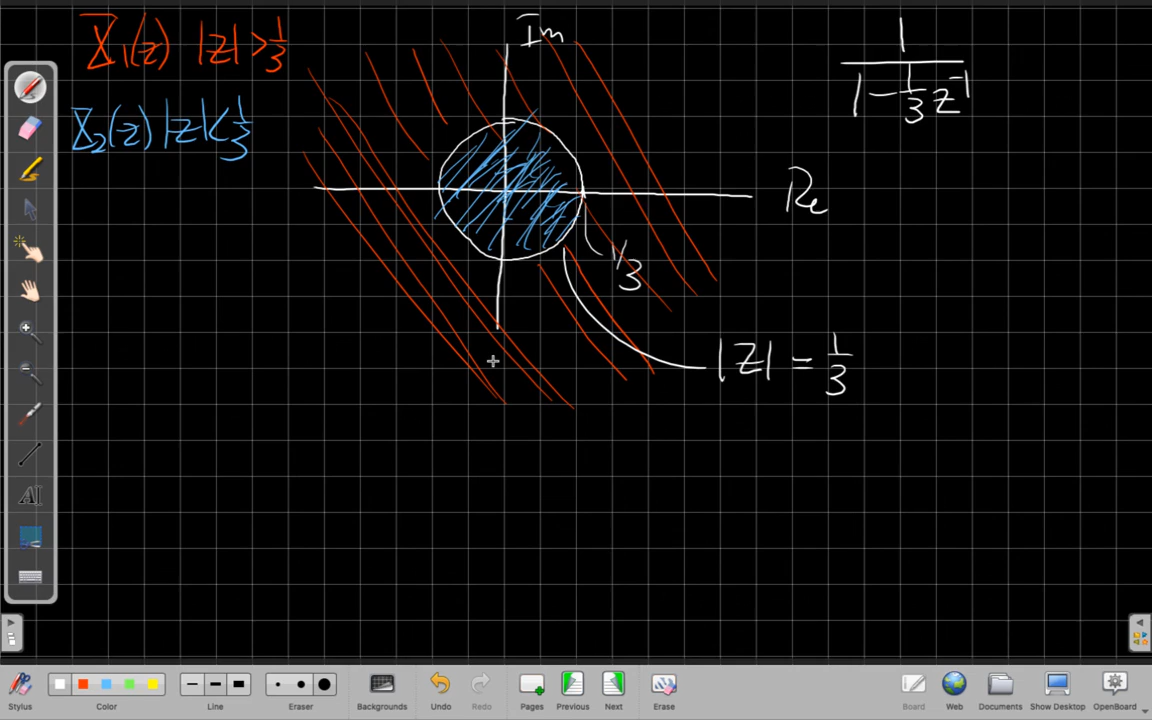 X₁(z) |z| > 1/3
X₂(z) |z| < 1/3
Im
1
1 - 1/3 z⁻¹
Re
1/3
|z| = 1/3
AI
Stylus
Color
Line
Eraser
Backgrounds
Undo
Redo
Pages
Previous
Next
Erase
Board
Web
Documents
Show Desktop
OpenBoard